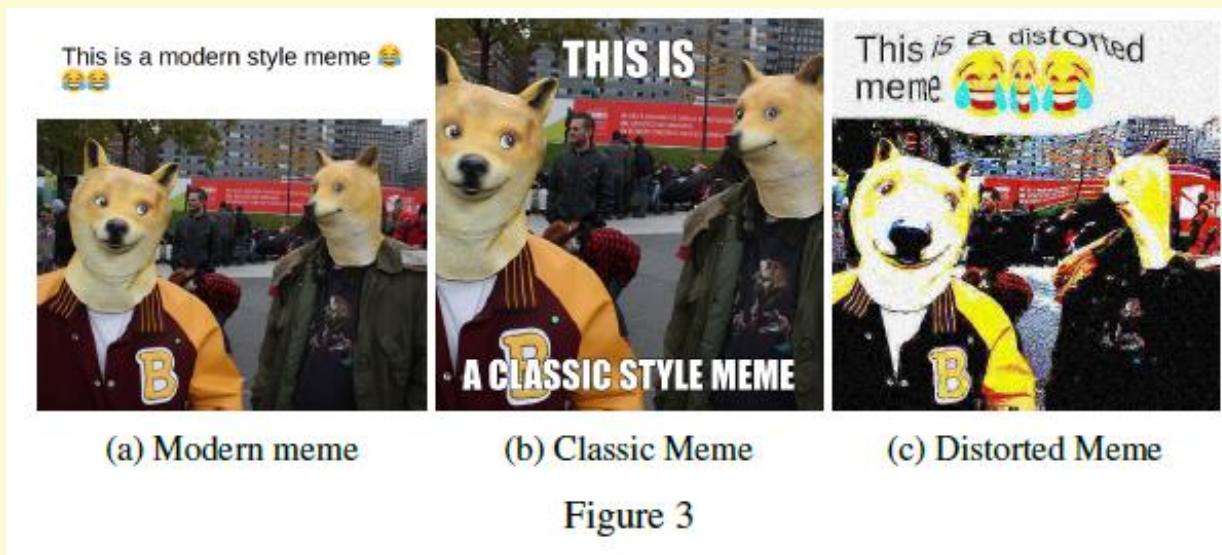 This is a modern style meme 😂
😂😂
THIS IS
A CLASSIC STYLE MEME
This is a distorted
meme 😂😂😂
B
B
B
(a) Modern meme
(b) Classic Meme
(c) Distorted Meme
Figure 3